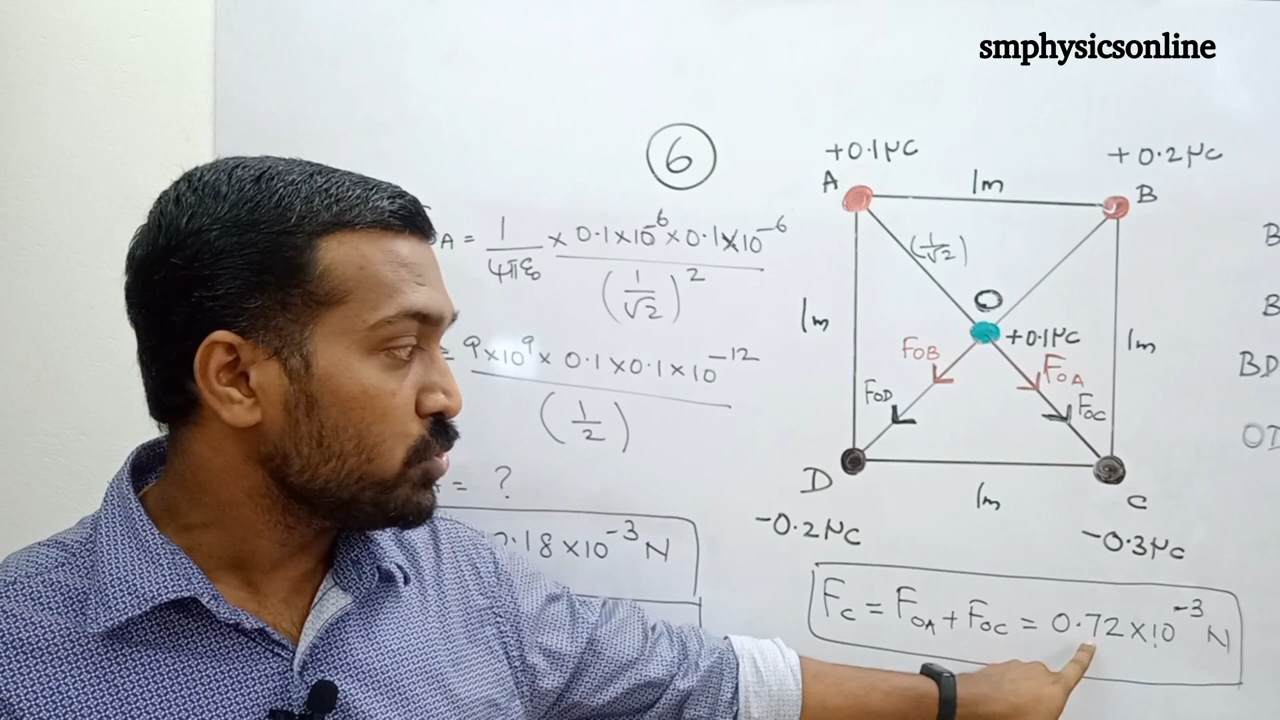 smphysicsonline
6
A = 1/4πε₀ × 0.1×10⁻⁶×0.1×10⁻⁶ / (1/√2)²
= 9×10⁹× 0.1×0.1×10⁻¹² / (1/2)
= ?
.18×10⁻³ N
+0.1μC
+0.2μC
A
1m
B
(1/√2)
O
+0.1μC
1m
1m
F_OB
F_OA
F_OD
F_OC
D
1m
C
-0.2μC
-0.3μC
F_C = F_OA + F_OC = 0.72×10⁻³ N
B
B
BD